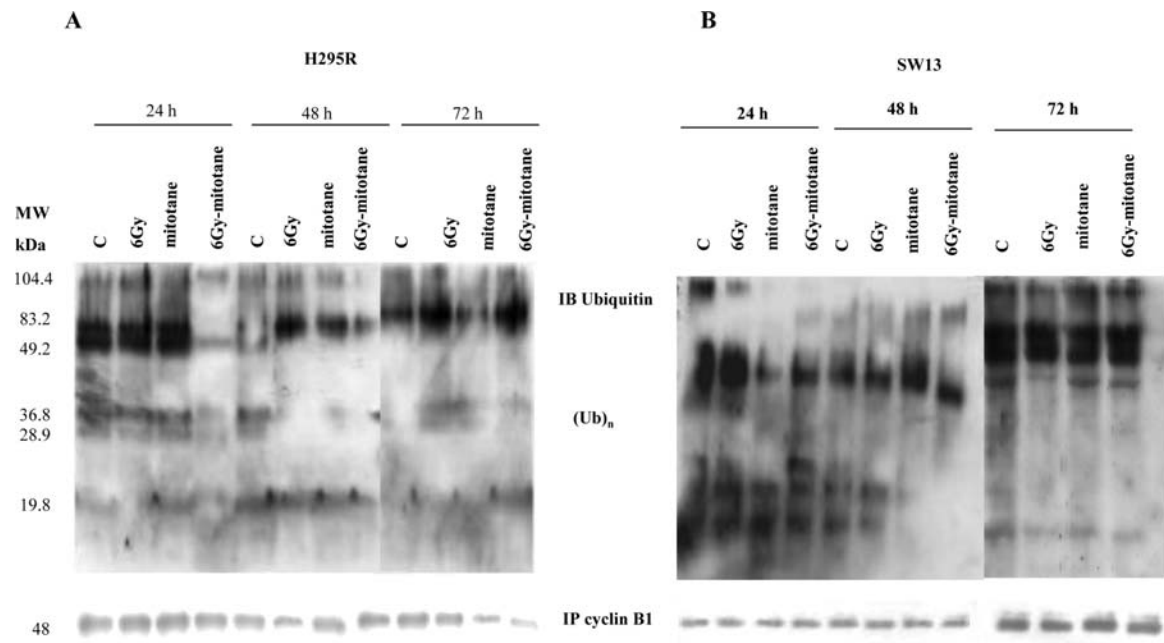 A
B
H295R
SW13
24 h
48 h
72 h
24 h
48 h
72 h
C
6Gy
mitotane
6Gy-mitotane
C
6Gy
mitotane
6Gy-mitotane
C
6Gy
mitotane
6Gy-mitotane
C
6Gy
mitotane
6Gy-mitotane
C
6Gy
mitotane
6Gy-mitotane
C
6Gy
mitotane
6Gy-mitotane
MW
kDa
104.4
83.2
49.2
36.8
28.9
19.8
IB Ubiquitin
(Ub)n
48
IP cyclin B1